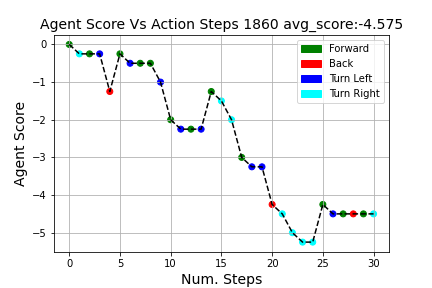 Agent Score Vs Action Steps 1860 avg_score:-4.575
Agent Score
0
−1
−2
−3
−4
−5
Forward
Back
Turn Left
Turn Right
0 5 10 15 20 25 30
Num. Steps